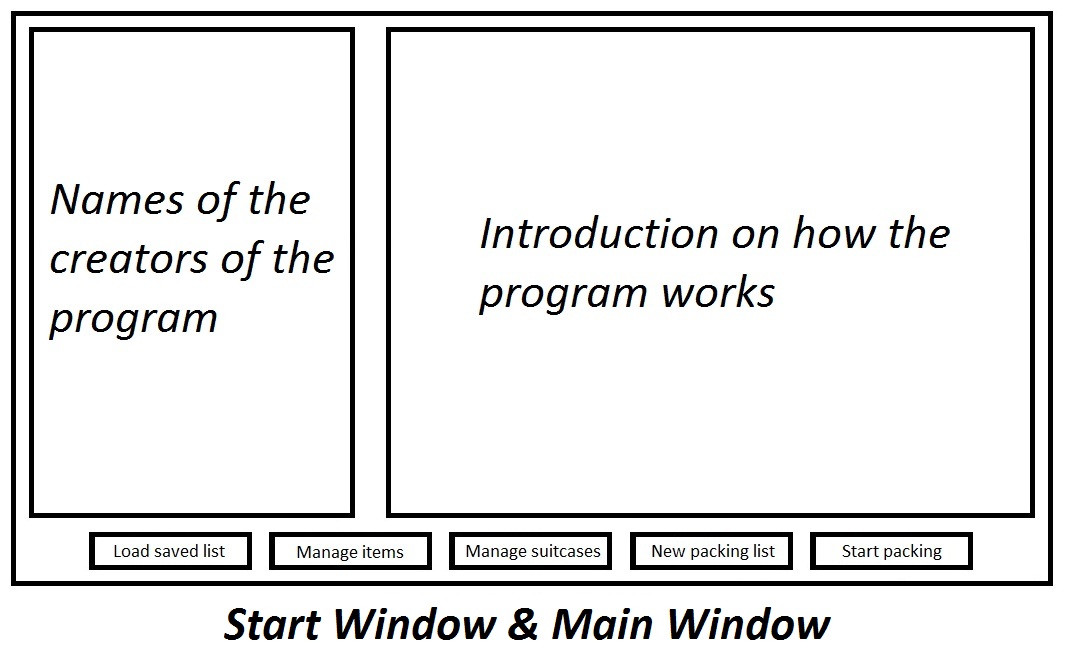 Names of the
creators of the
program
Introduction on how the
program works
Load saved list
Manage items
Manage suitcases
New packing list
Start packing
Start Window & Main Window